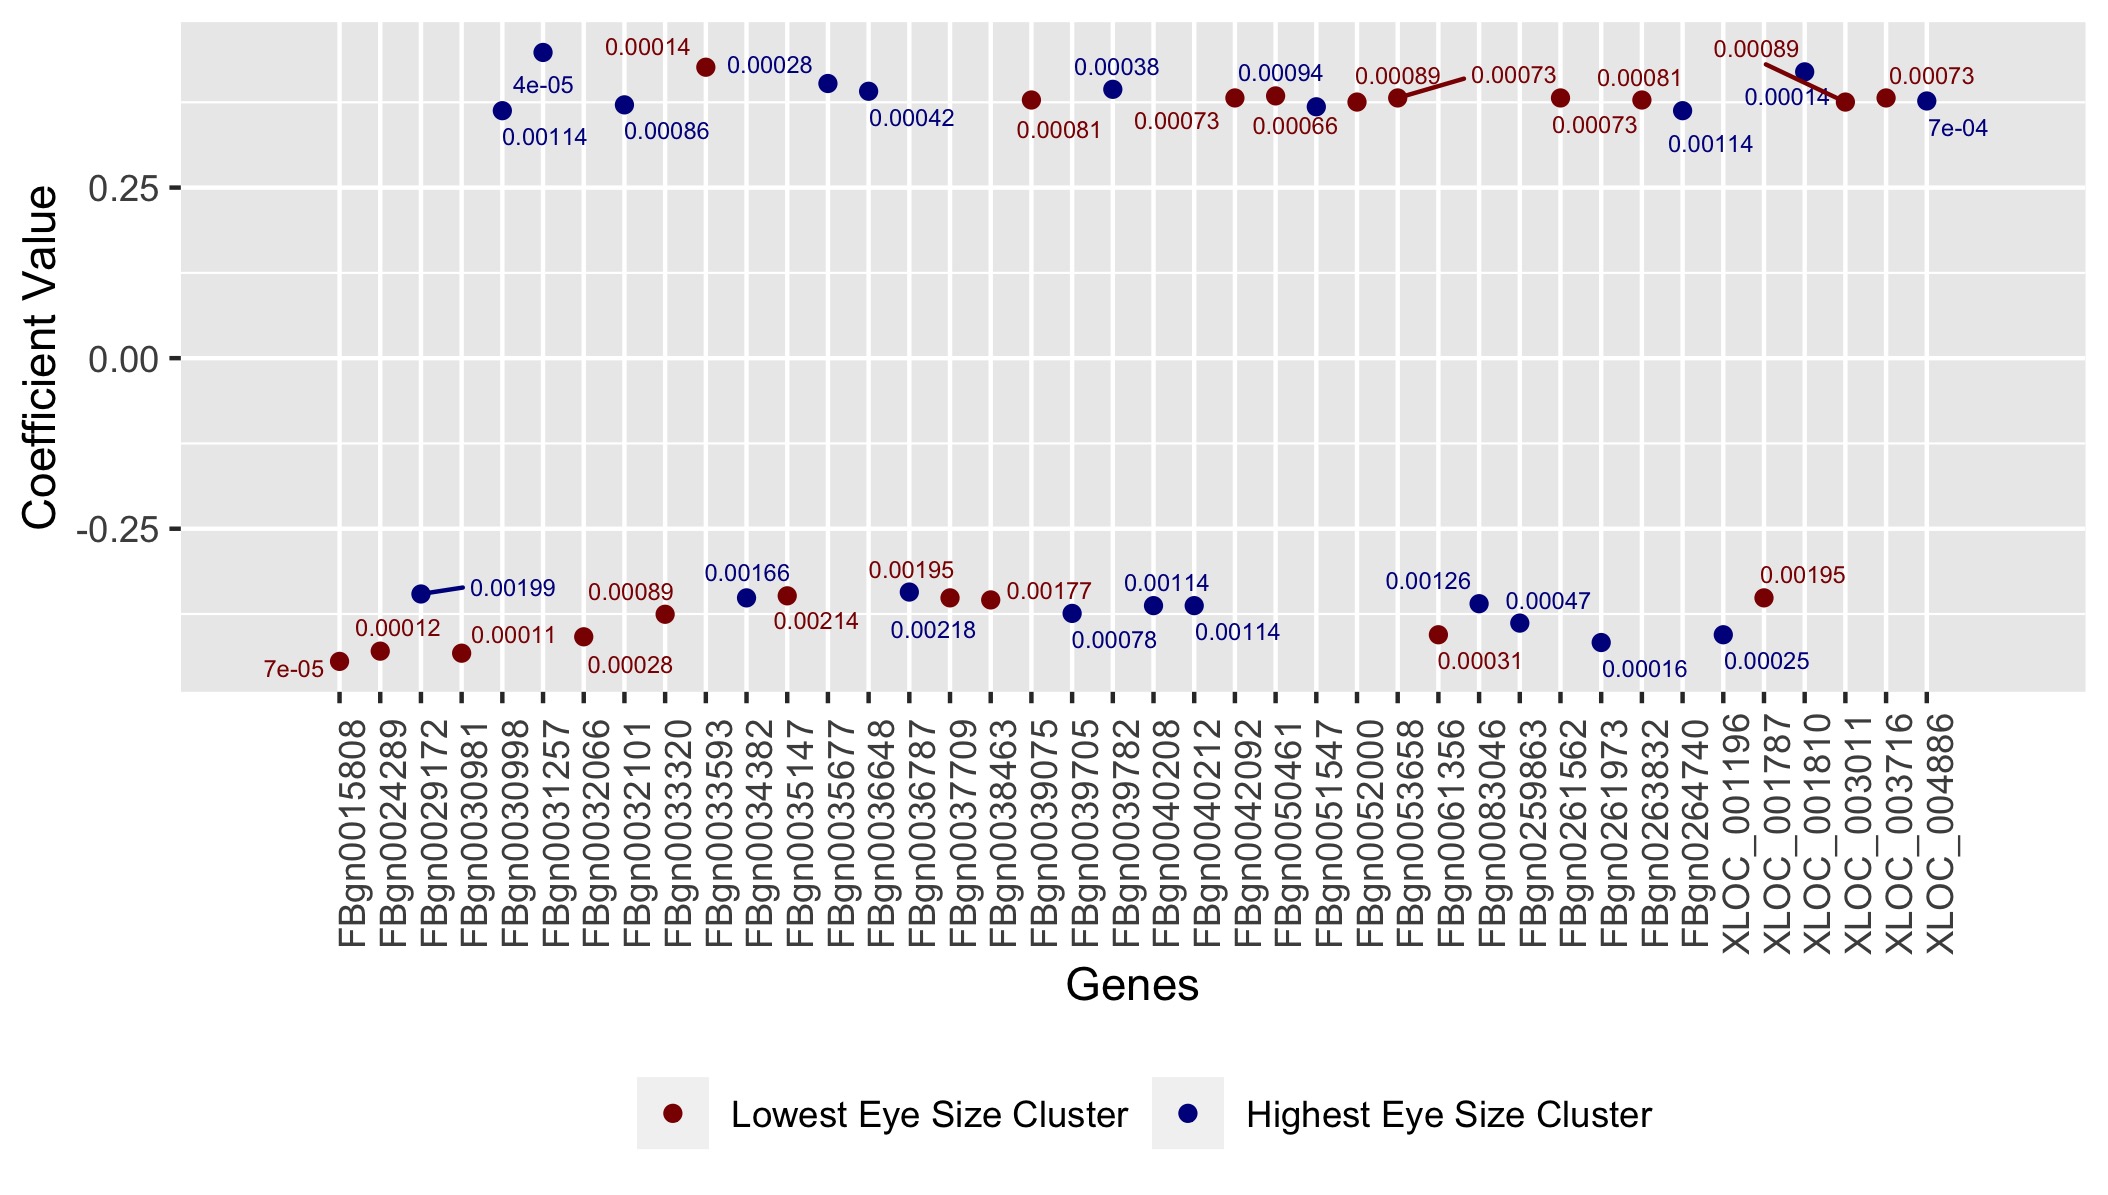 0.00014
0.00028
0.00038
0.00094
0.00089
0.00073
0.00081
0.00089
0.00073
4e-05
0.00114
0.00086
0.00042
0.00081
0.00073
0.00066
0.00073
0.00114
0.00014
7e-04
0.25
0.00
-0.25
Coefficient Value
0.00199
0.00089
0.00166
0.00195
0.00177
0.00114
0.00126
0.00047
0.00195
7e-05
0.00012
0.00011
0.00028
0.00214
0.00218
0.00078
0.00114
0.00031
0.00016
0.00025
FBgn0015808
FBgn0024289
FBgn0029172
FBgn0030981
FBgn0030998
FBgn0031257
FBgn0032066
FBgn0032101
FBgn0033320
FBgn0033593
FBgn0034382
FBgn0035147
FBgn0035677
FBgn0036648
FBgn0036787
FBgn0037709
FBgn0038463
FBgn0039075
FBgn0039705
FBgn0039782
FBgn0040208
FBgn0040212
FBgn0042092
FBgn0050461
FBgn0051547
FBgn0052000
FBgn0053658
FBgn0061356
FBgn0083046
FBgn0259863
FBgn0261562
FBgn0261973
FBgn0263832
FBgn0264740
XLOC_001196
XLOC_001787
XLOC_001810
XLOC_003011
XLOC_003716
XLOC_004886
Genes
Lowest Eye Size Cluster
Highest Eye Size Cluster